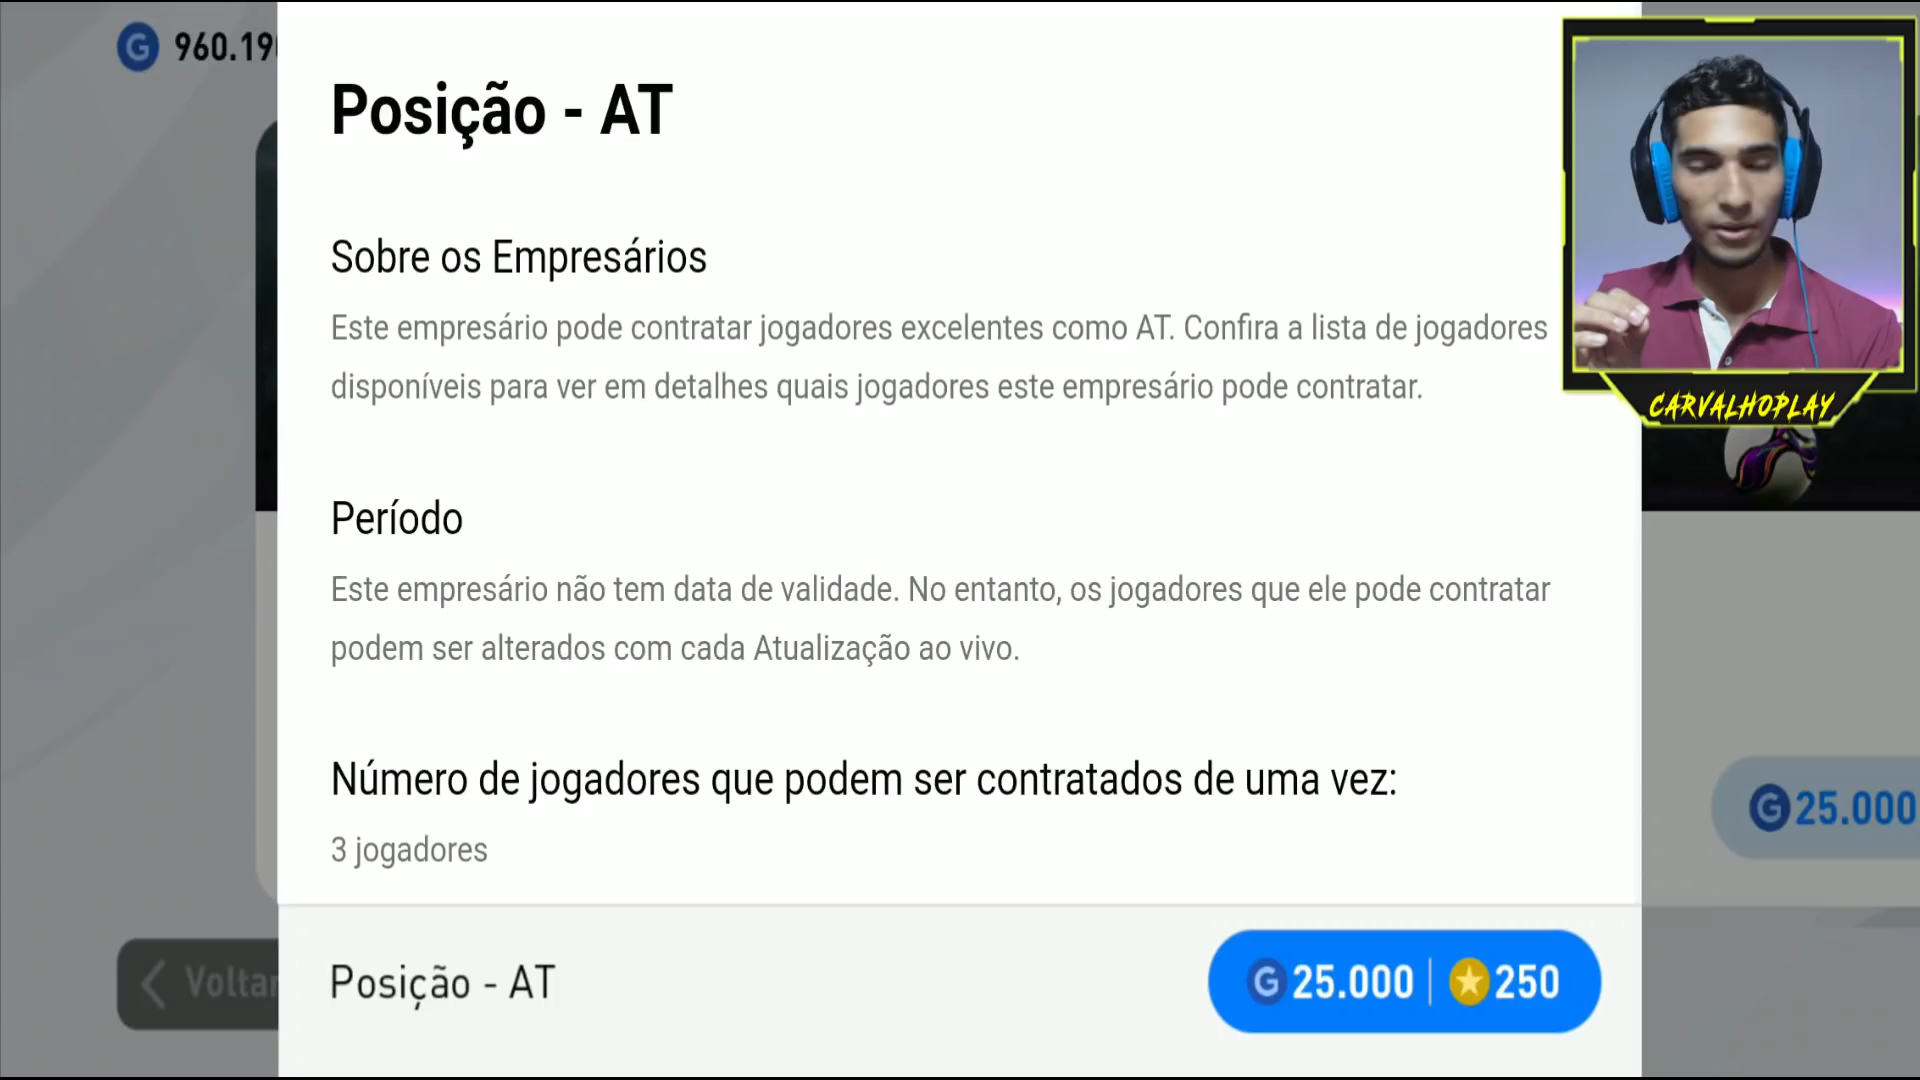 G 960.190
Posição - AT
CARVALHOPLAY
Sobre os Empresários
Este empresário pode contratar jogadores excelentes como AT. Confira a lista de jogadores
disponíveis para ver em detalhes quais jogadores este empresário pode contratar.
Período
Este empresário não tem data de validade. No entanto, os jogadores que ele pode contratar
podem ser alterados com cada Atualização ao vivo.
Número de jogadores que podem ser contratados de uma vez:
3 jogadores
G 25.000
Voltar
Posição - AT
G 25.000 | 250